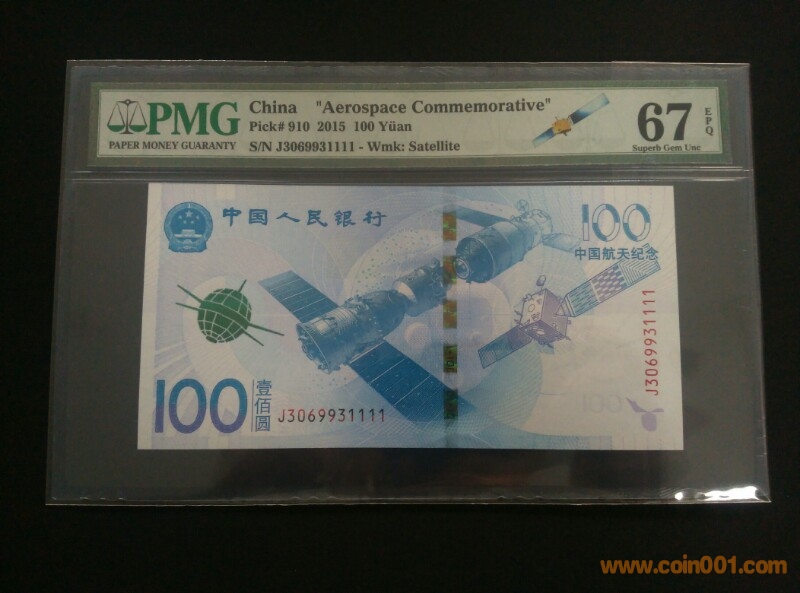 PMG
PAPER MONEY GUARANTY
China "Aerospace Commemorative"
Pick# 910 2015 100 Yüan
S/N J3069931111 - Wmk: Satellite
67 EPQ
Superb Gem Unc
中国人民银行
100
中国航天纪念
J3069931111
100
壹佰圆
J3069931111
www.coin001.com